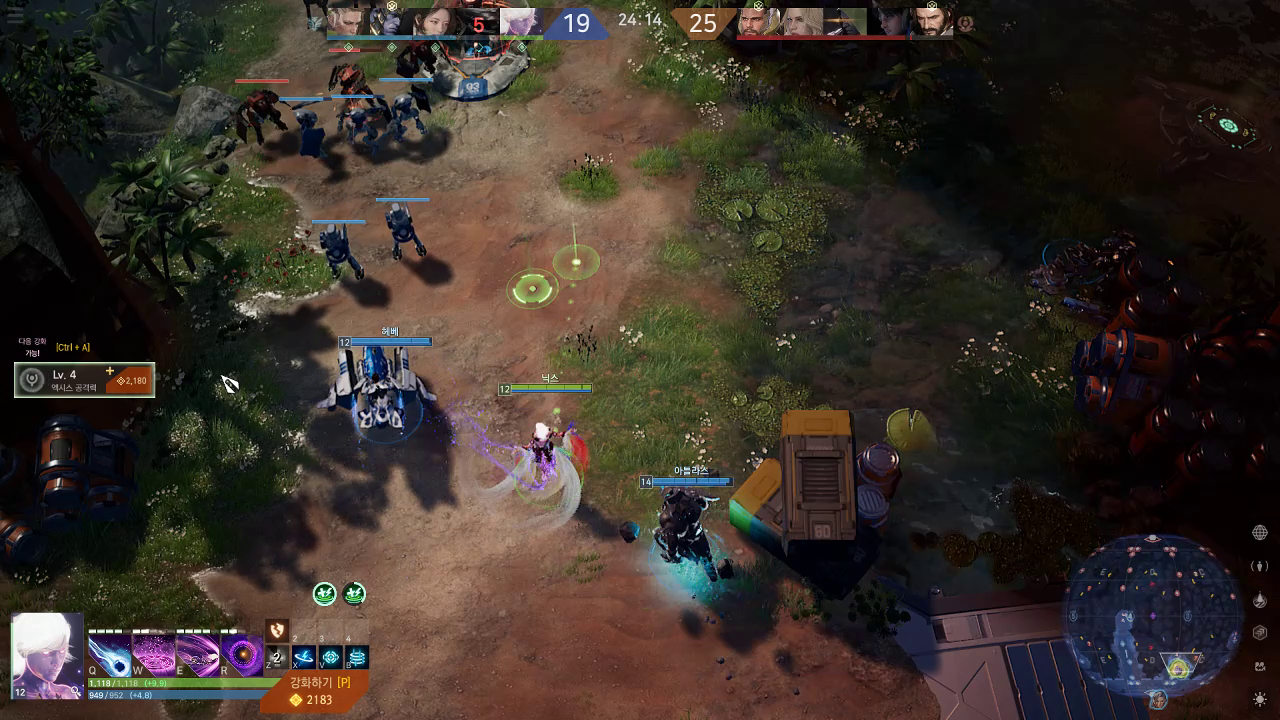 5
19
24:14
25
93
다음 강화
가능!
[Ctrl + A]
Lv. 4
엑시스 공격력
2,180
헤베
12
닉스
12
아틀라스
14
80
2 3 4
Q W E R Z 2 X V B
1,118/1,118 (+9.9)
949/952 (+4.8)
12
강화하기 [P]
2183